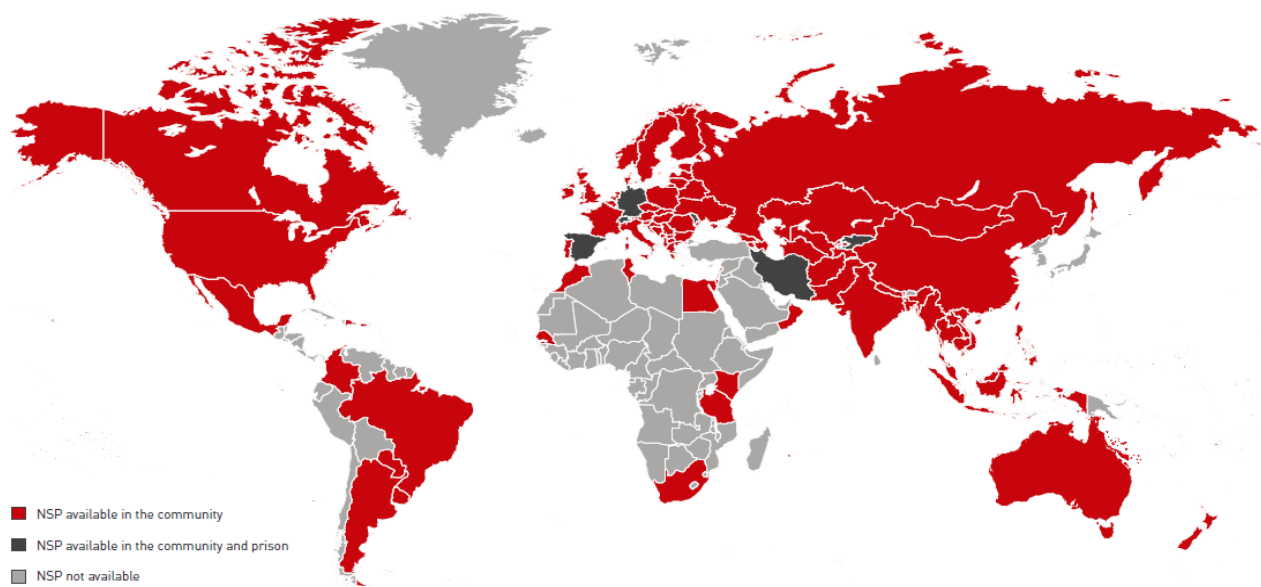 NSP available in the community
NSP available in the community and prison
NSP not available